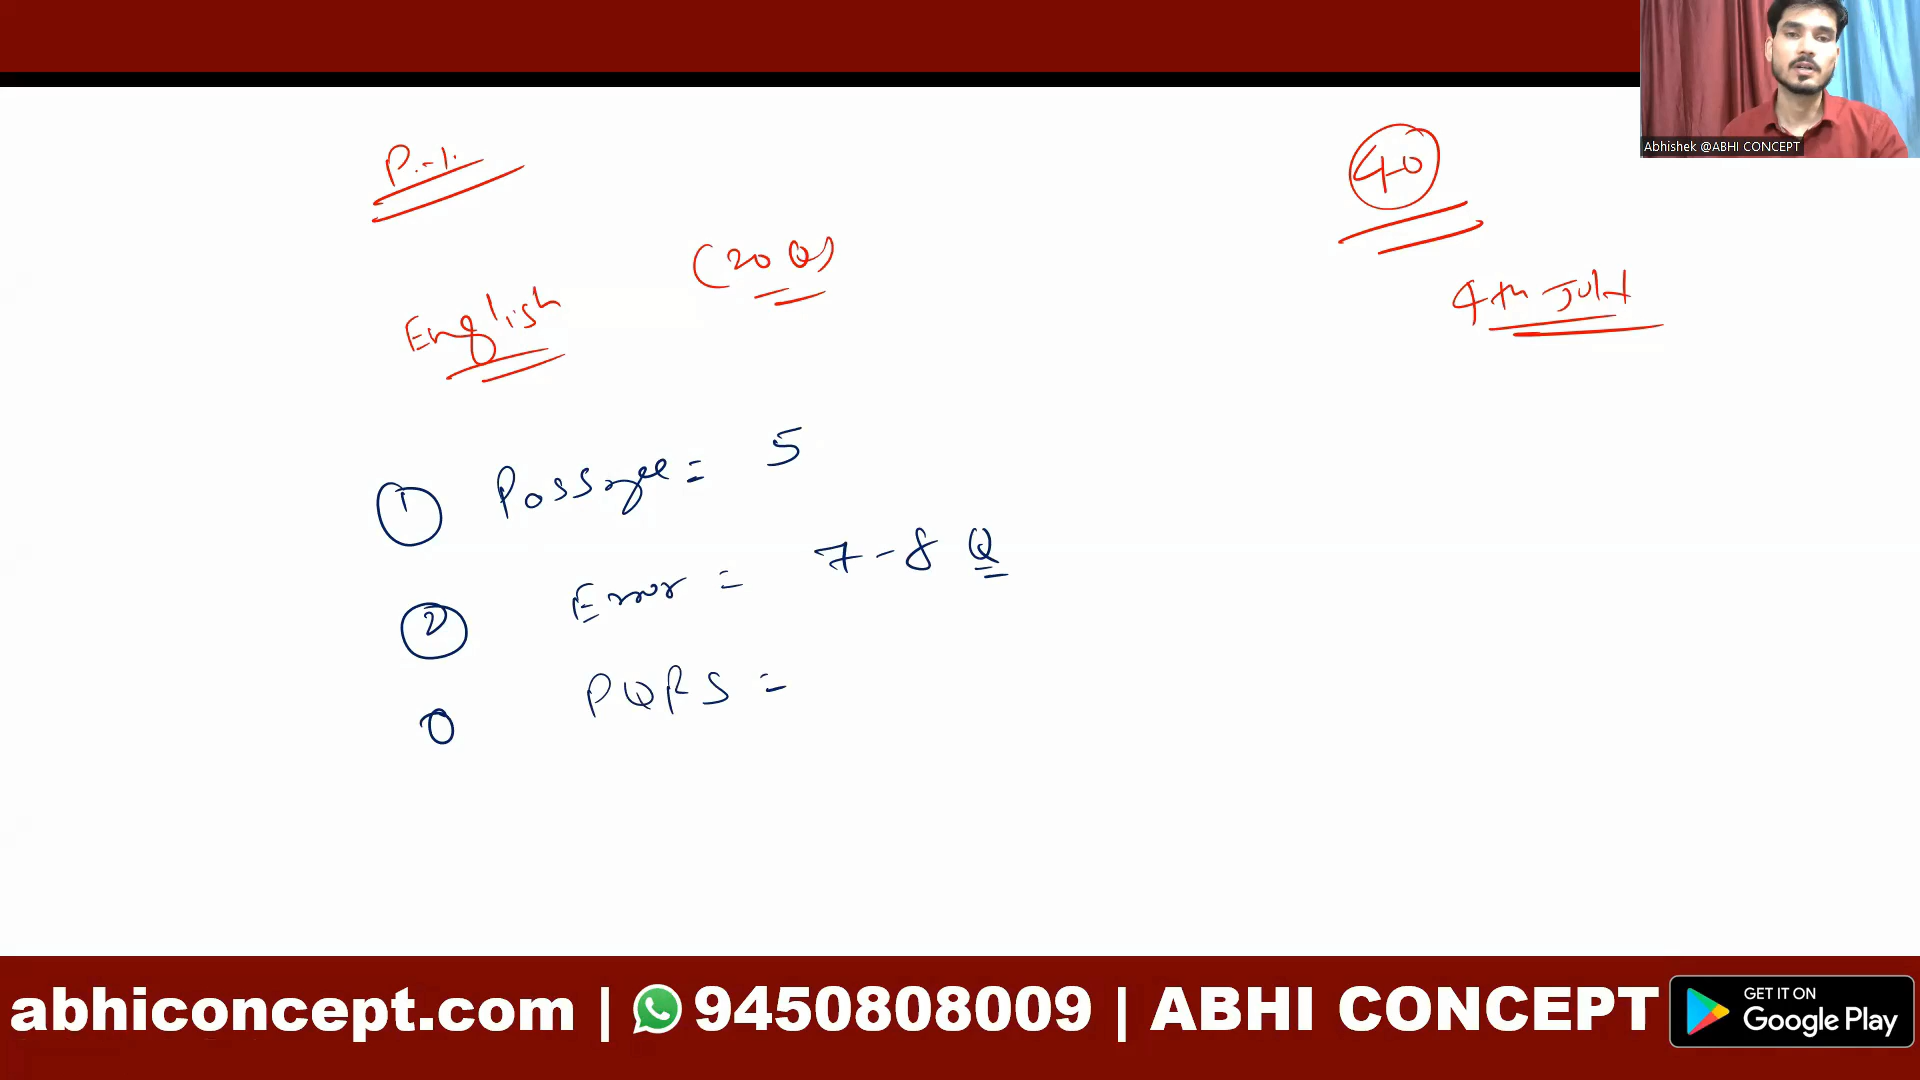 Abhishek @ABHI CONCEPT
P.-1.
40
(20 Q)
English
4th July
① Passage = 5
② Error = 7-8 Q
PQRS =
abhiconcept.com | 9450808009 | ABHI CONCEPT
GET IT ON
Google Play